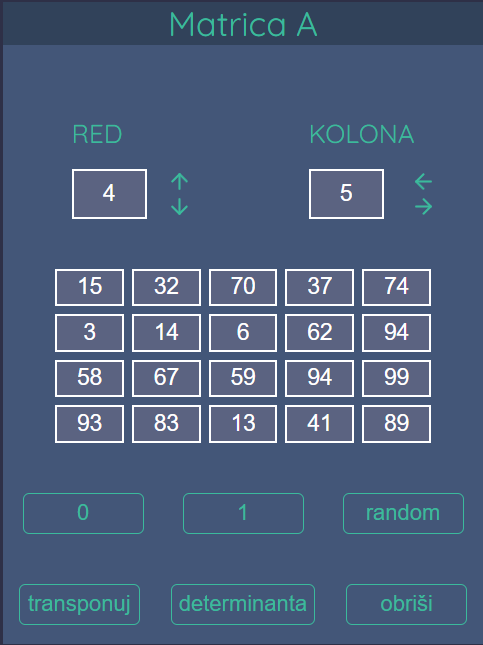 Matrica A
RED KOLONA
4 ↑ ↓ 5 ← →
15 32 70 37 74
3 14 6 62 94
58 67 59 94 99
93 83 13 41 89
0 1 random
transponuj determinanta obriši